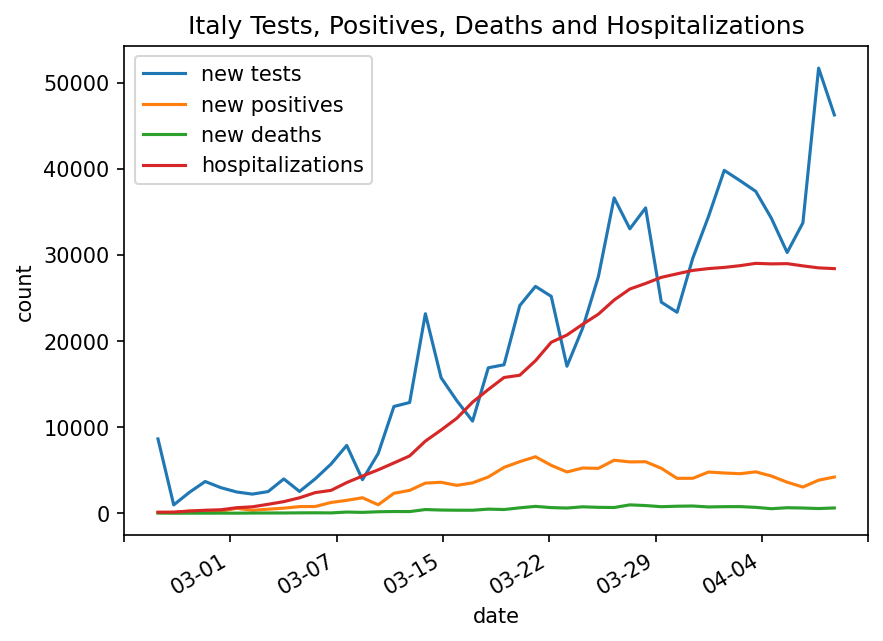 Italy Tests, Positives, Deaths and Hospitalizations
new tests
new positives
new deaths
hospitalizations
50000
40000
30000
20000
10000
0
count
03-01
03-07
03-15
03-22
03-29
04-04
date